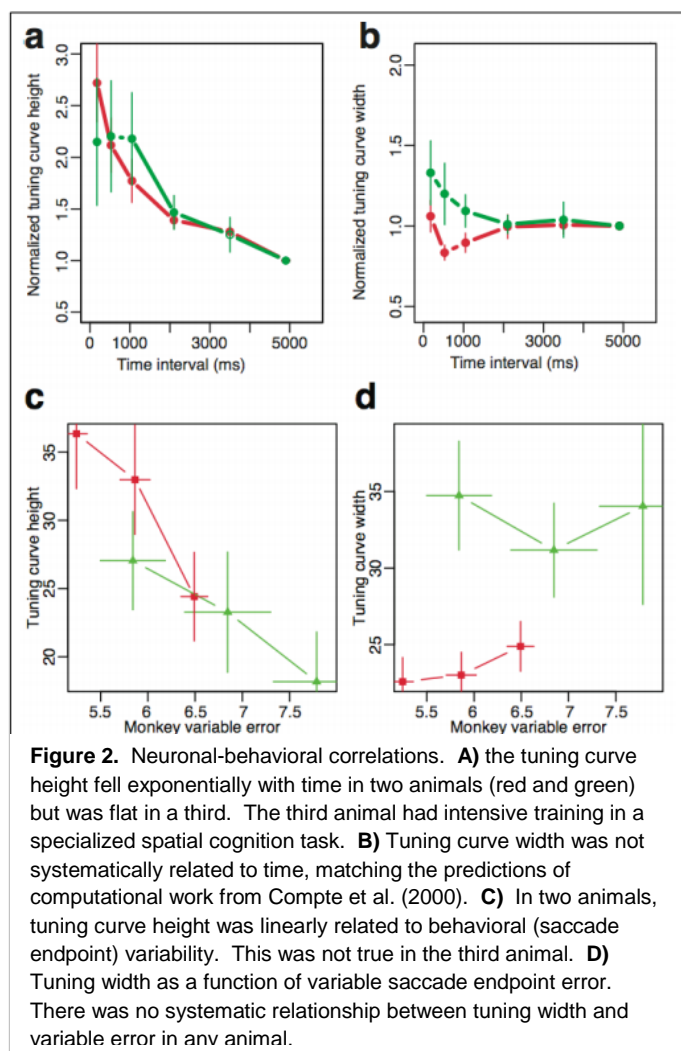 a
b
3.0
2.5
2.0
1.5
1.0
0.5
Normalized tuning curve height
0 1000 3000 5000
Time interval (ms)
2.0
1.5
1.0
0.5
Normalized tuning curve width
0 1000 3000 5000
Time interval (ms)
c
d
35
30
25
20
Tuning curve height
5.5 6 6.5 7 7.5
Monkey variable error
35
30
25
Tuning curve width
5.5 6 6.5 7 7.5
Monkey variable error
Figure 2. Neuronal-behavioral correlations. A) the tuning curve
height fell exponentially with time in two animals (red and green)
but was flat in a third. The third animal had intensive training in a
specialized spatial cognition task. B) Tuning curve width was not
systematically related to time, matching the predictions of
computational work from Compte et al. (2000). C) In two animals,
tuning curve height was linearly related to behavioral (saccade
endpoint) variability. This was not true in the third animal. D)
Tuning width as a function of variable saccade endpoint error.
There was no systematic relationship between tuning width and
variable error in any animal.